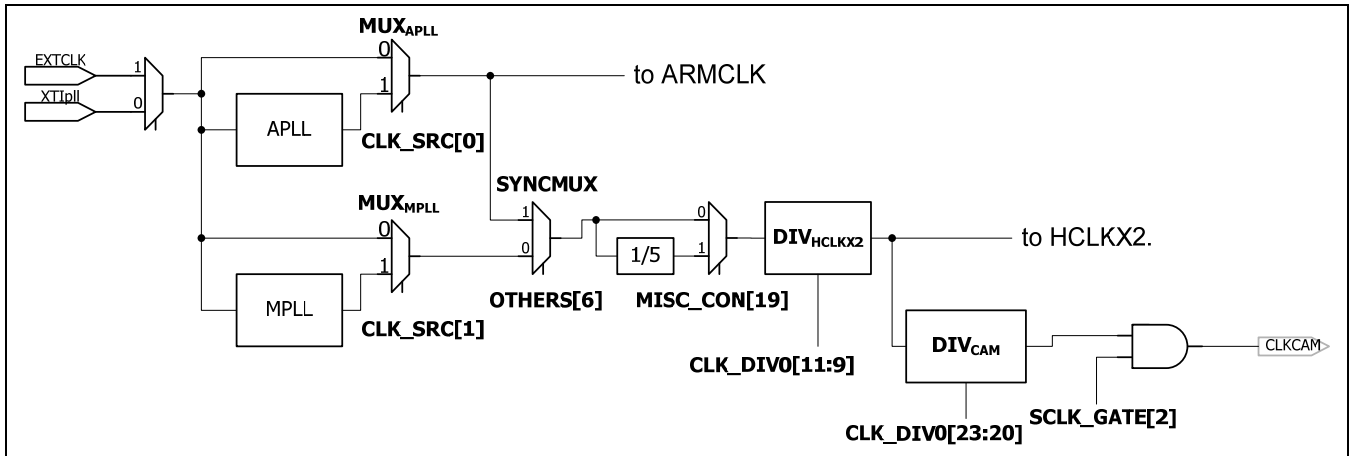 MUXAPLL
EXTCLK
1
XTIpll
0
0
1
to ARMCLK
APLL
CLK_SRC[0]
SYNCMUX
MUXMPLL
0
1
MPLL
CLK_SRC[1]
1
0
OTHERS[6]
1/5
0
1
MISC_CON[19]
DIVHCLKX2
to HCLKX2.
CLK_DIV0[11:9]
DIVCAM
CLK_DIV0[23:20]
SCLK_GATE[2]
CLKCAM